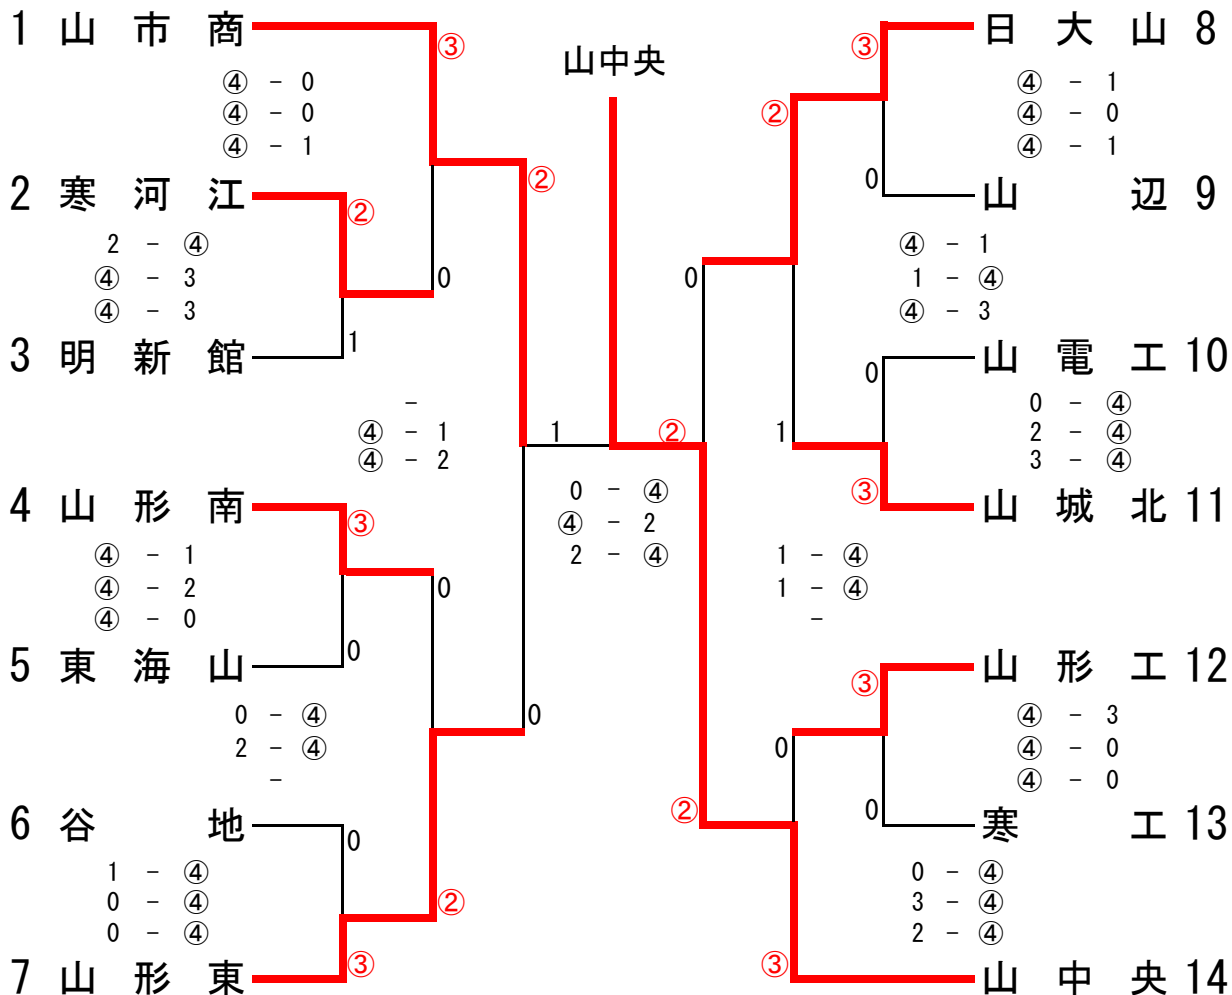 1 山 市 商
③
④ - 0
④ - 0
④ - 1
②
2 寒 河 江
②
2 - ④
④ - 3
④ - 3
0
3 明 新 館
1
-
④ - 1
④ - 2
1
4 山 形 南
③
④ - 1
④ - 2
④ - 0
0
5 東 海 山
0
0 - ④
2 - ④
-
0
6 谷 地
0
1 - ④
0 - ④
0 - ④
②
7 山 形 東
③
山中央
②
0 - ④
④ - 2
2 - ④
日 大 山 8
③
④ - 1
④ - 0
④ - 1
②
山 辺 9
0
④ - 1
1 - ④
④ - 3
0
山 電 工 10
0
0 - ④
2 - ④
3 - ④
1
山 城 北 11
③
1 - ④
1 - ④
-
山 形 工 12
③
④ - 3
④ - 0
④ - 0
0
寒 工 13
0
②
0 - ④
3 - ④
2 - ④
山 中 央 14
③